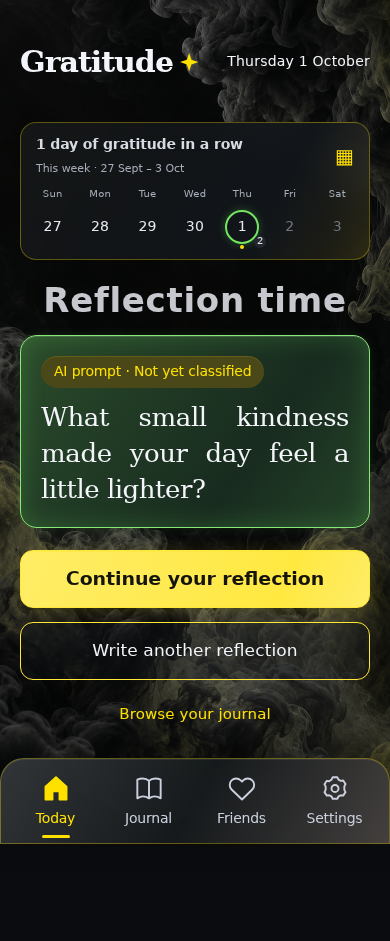 Gratitude
Thursday 1 October
1 day of gratitude in a row
This week · 27 Sept – 3 Oct
Sun Mon Tue Wed Thu Fri Sat
27 28 29 30 1 2 3
2
Reflection time
AI prompt · Not yet classified
What small kindness
made your day feel a
little lighter?
Continue your reflection
Write another reflection
Browse your journal
Today Journal Friends Settings